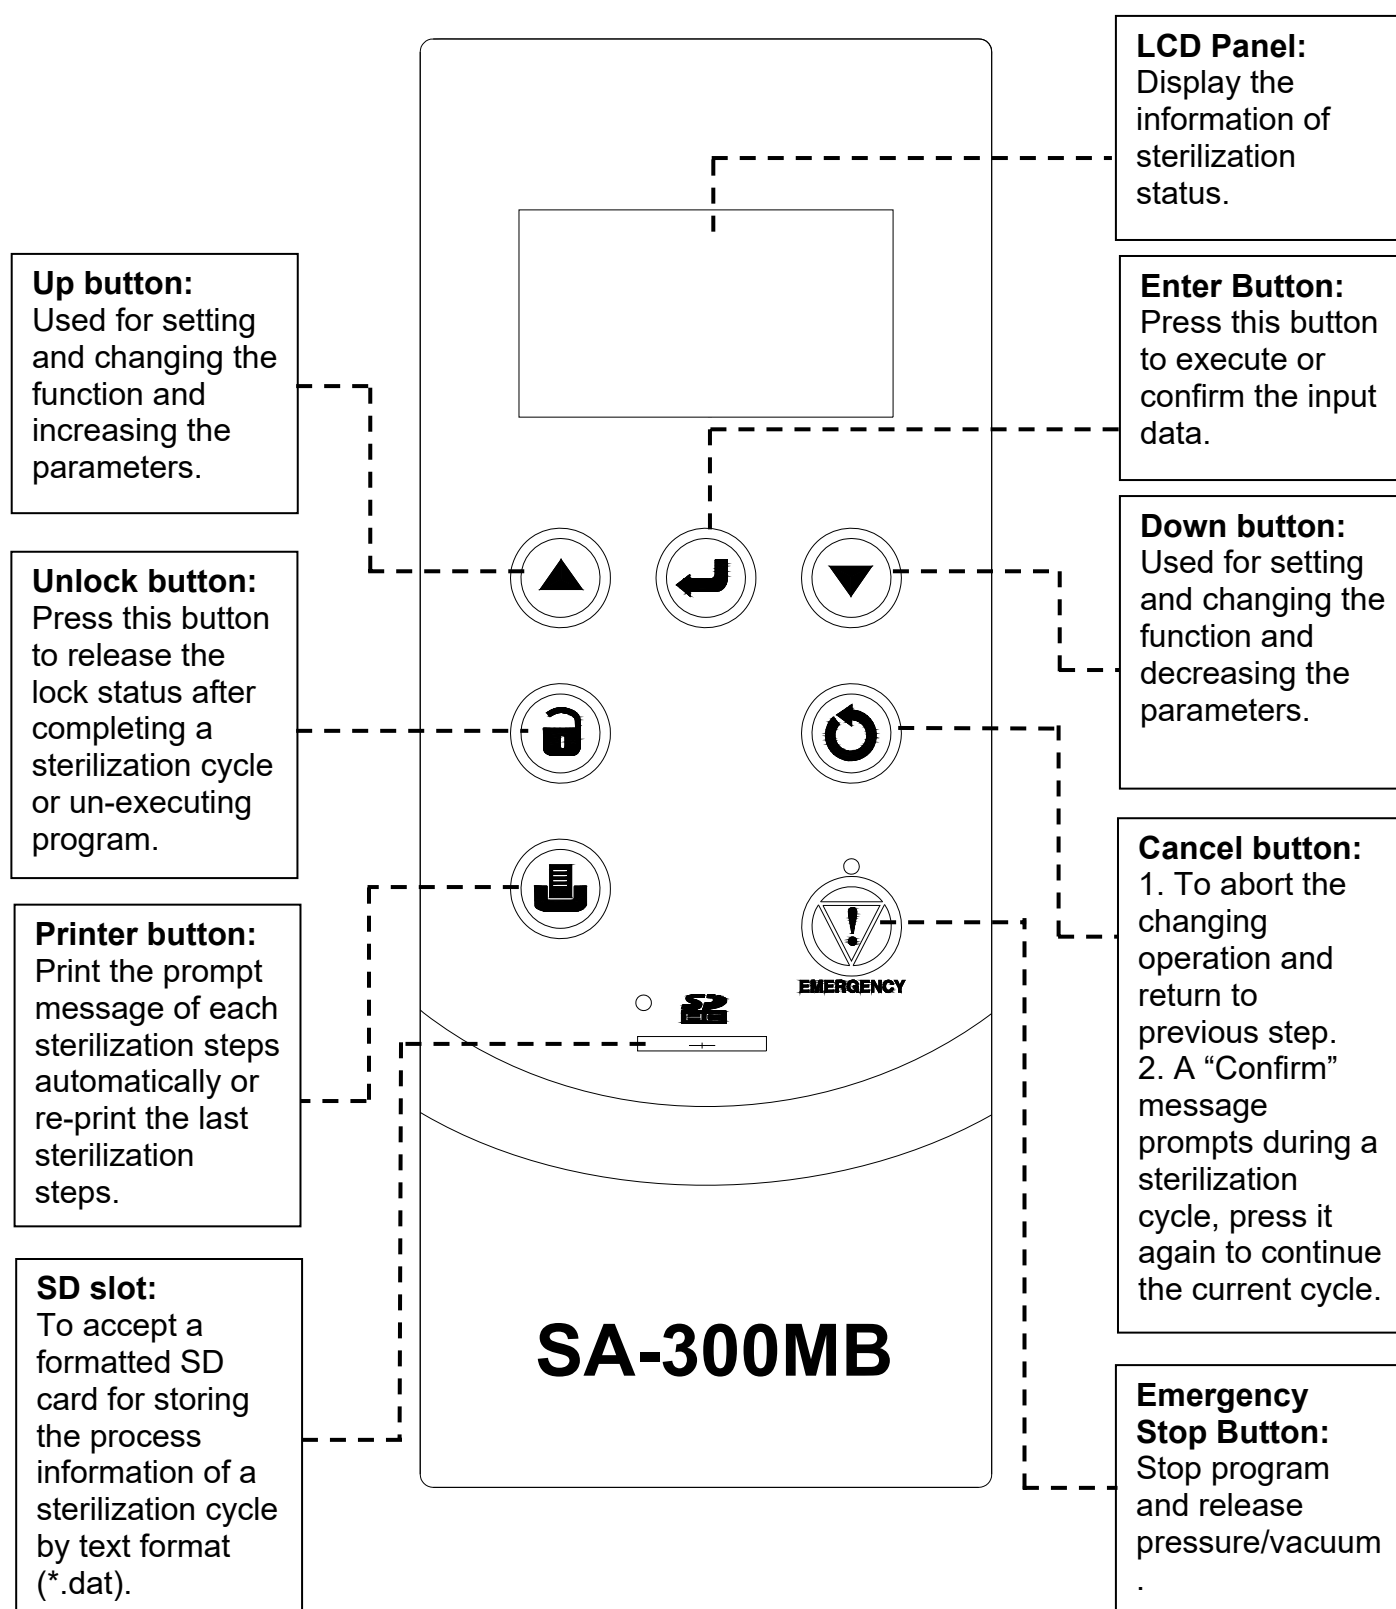 LCD Panel:
Display the
information of
sterilization
status.
Up button:
Used for setting
and changing the
function and
increasing the
parameters.
Enter Button:
Press this button
to execute or
confirm the input
data.
Down button:
Used for setting
and changing the
function and
decreasing the
parameters.
Unlock button:
Press this button
to release the
lock status after
completing a
sterilization cycle
or un-executing
program.
Cancel button:
1. To abort the
changing
operation and
return to
previous step.
2. A “Confirm”
message
prompts during a
sterilization
cycle, press it
again to continue
the current cycle.
Printer button:
Print the prompt
message of each
sterilization steps
automatically or
re-print the last
sterilization
steps.
EMERGENCY
SD
SD slot:
To accept a
formatted SD
card for storing
the process
information of a
sterilization cycle
by text format
(*.dat).
SA-300MB
Emergency
Stop Button:
Stop program
and release
pressure/vacuum
.